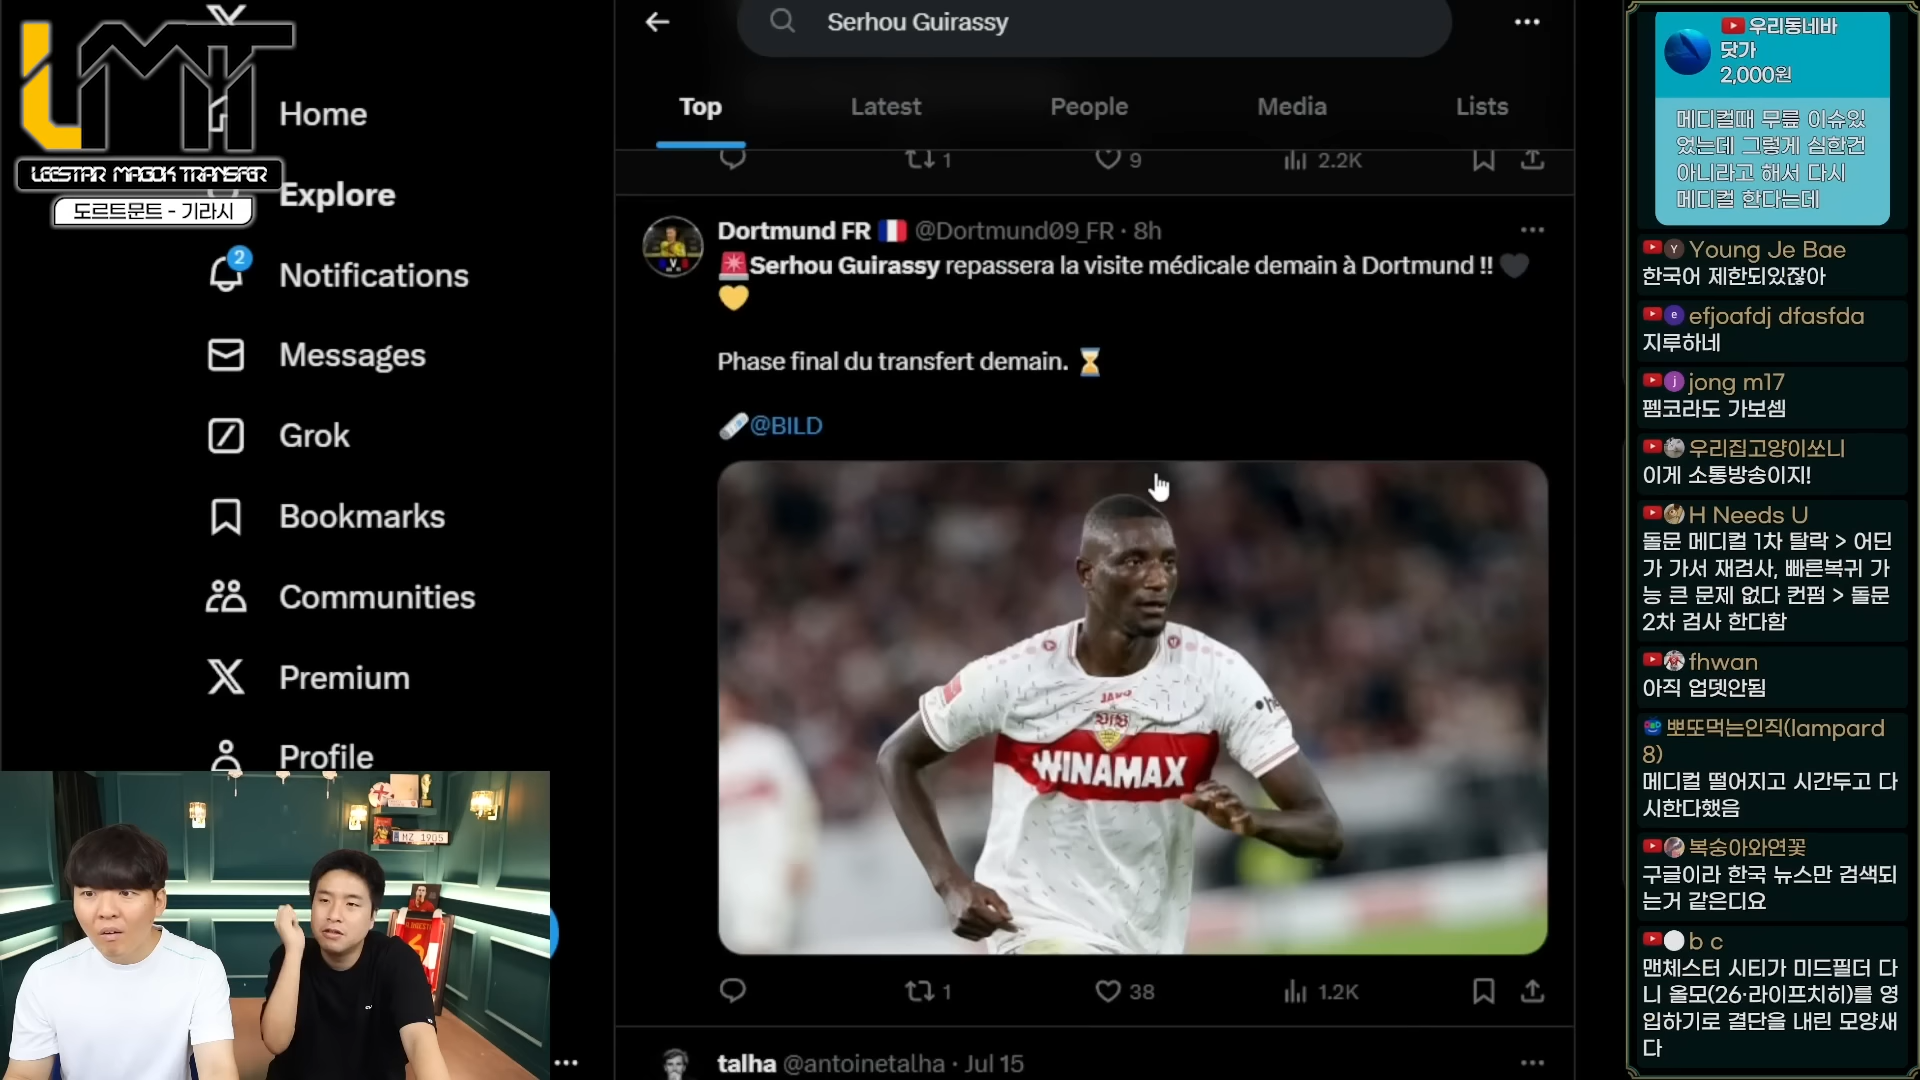 LMT
LEESTAR MAGOK TRANSFER
도르트문트 - 기라시
Home
Explore
2
Notifications
Messages
Grok
Bookmarks
Communities
Premium
Profile
MZ 1905
Serhou Guirassy
Top
Latest
People
Media
Lists
1
9
2.2K
Dortmund FR 🇫🇷 @Dortmund09_FR · 8h
🚨Serhou Guirassy repassera la visite médicale demain à Dortmund !! 🖤
💛
Phase final du transfert demain. ⏳
🗞️@BILD
JAKO
VfB
WINAMAX
1
38
1.2K
talha @antoinetalha · Jul 15
우리동네바
닷가
2,000원
메디컬때 무릎 이슈있
었는데 그렇게 심한건
아니라고 해서 다시
메디컬 한다는데
Young Je Bae
한국어 제한되있잖아
efjoafdj dfasfda
지루하네
jong m17
펨코라도 가보셈
우리집고양이쏘니
이게 소통방송이지!
H Needs U
돌문 메디컬 1차 탈락 > 어딘
가 가서 재검사, 빠른복귀 가
능 큰 문제 없다 컨펌 > 돌문
2차 검사 한다함
fhwan
아직 업뎃안됨
뽀또먹는인직(lampard
8)
메디컬 떨어지고 시간두고 다
시한다했음
복숭아와연꽃
구글이라 한국 뉴스만 검색되
는거 같은디요
b c
맨체스터 시티가 미드필더 다
니 올모(26·라이프치히)를 영
입하기로 결단을 내린 모양새
다